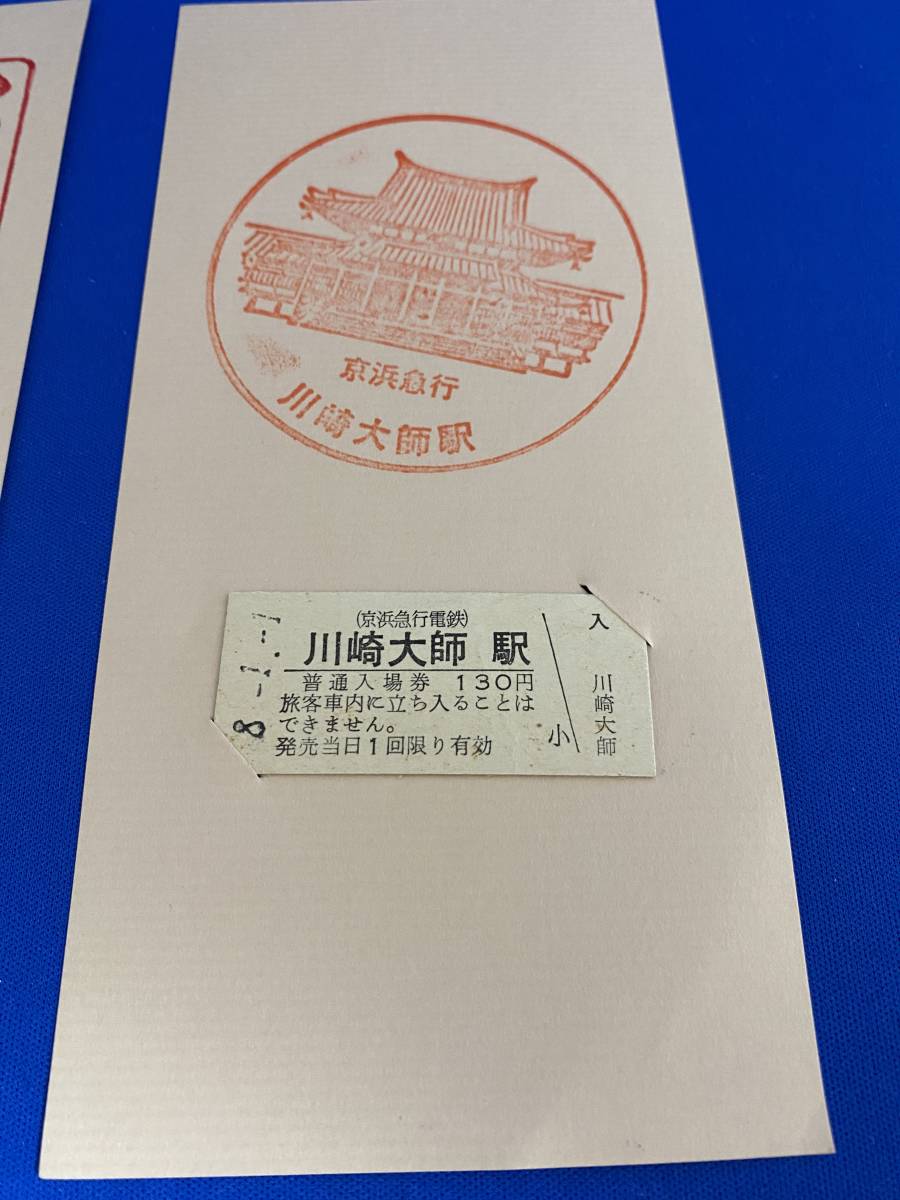 京浜急行
川崎大師駅
8.-1.-1
(京浜急行電鉄)
川崎大師 駅
普通入場券 130円
旅客車内に立ち入ることは
できません。
発売当日1回限り有効
小
入
川崎大師